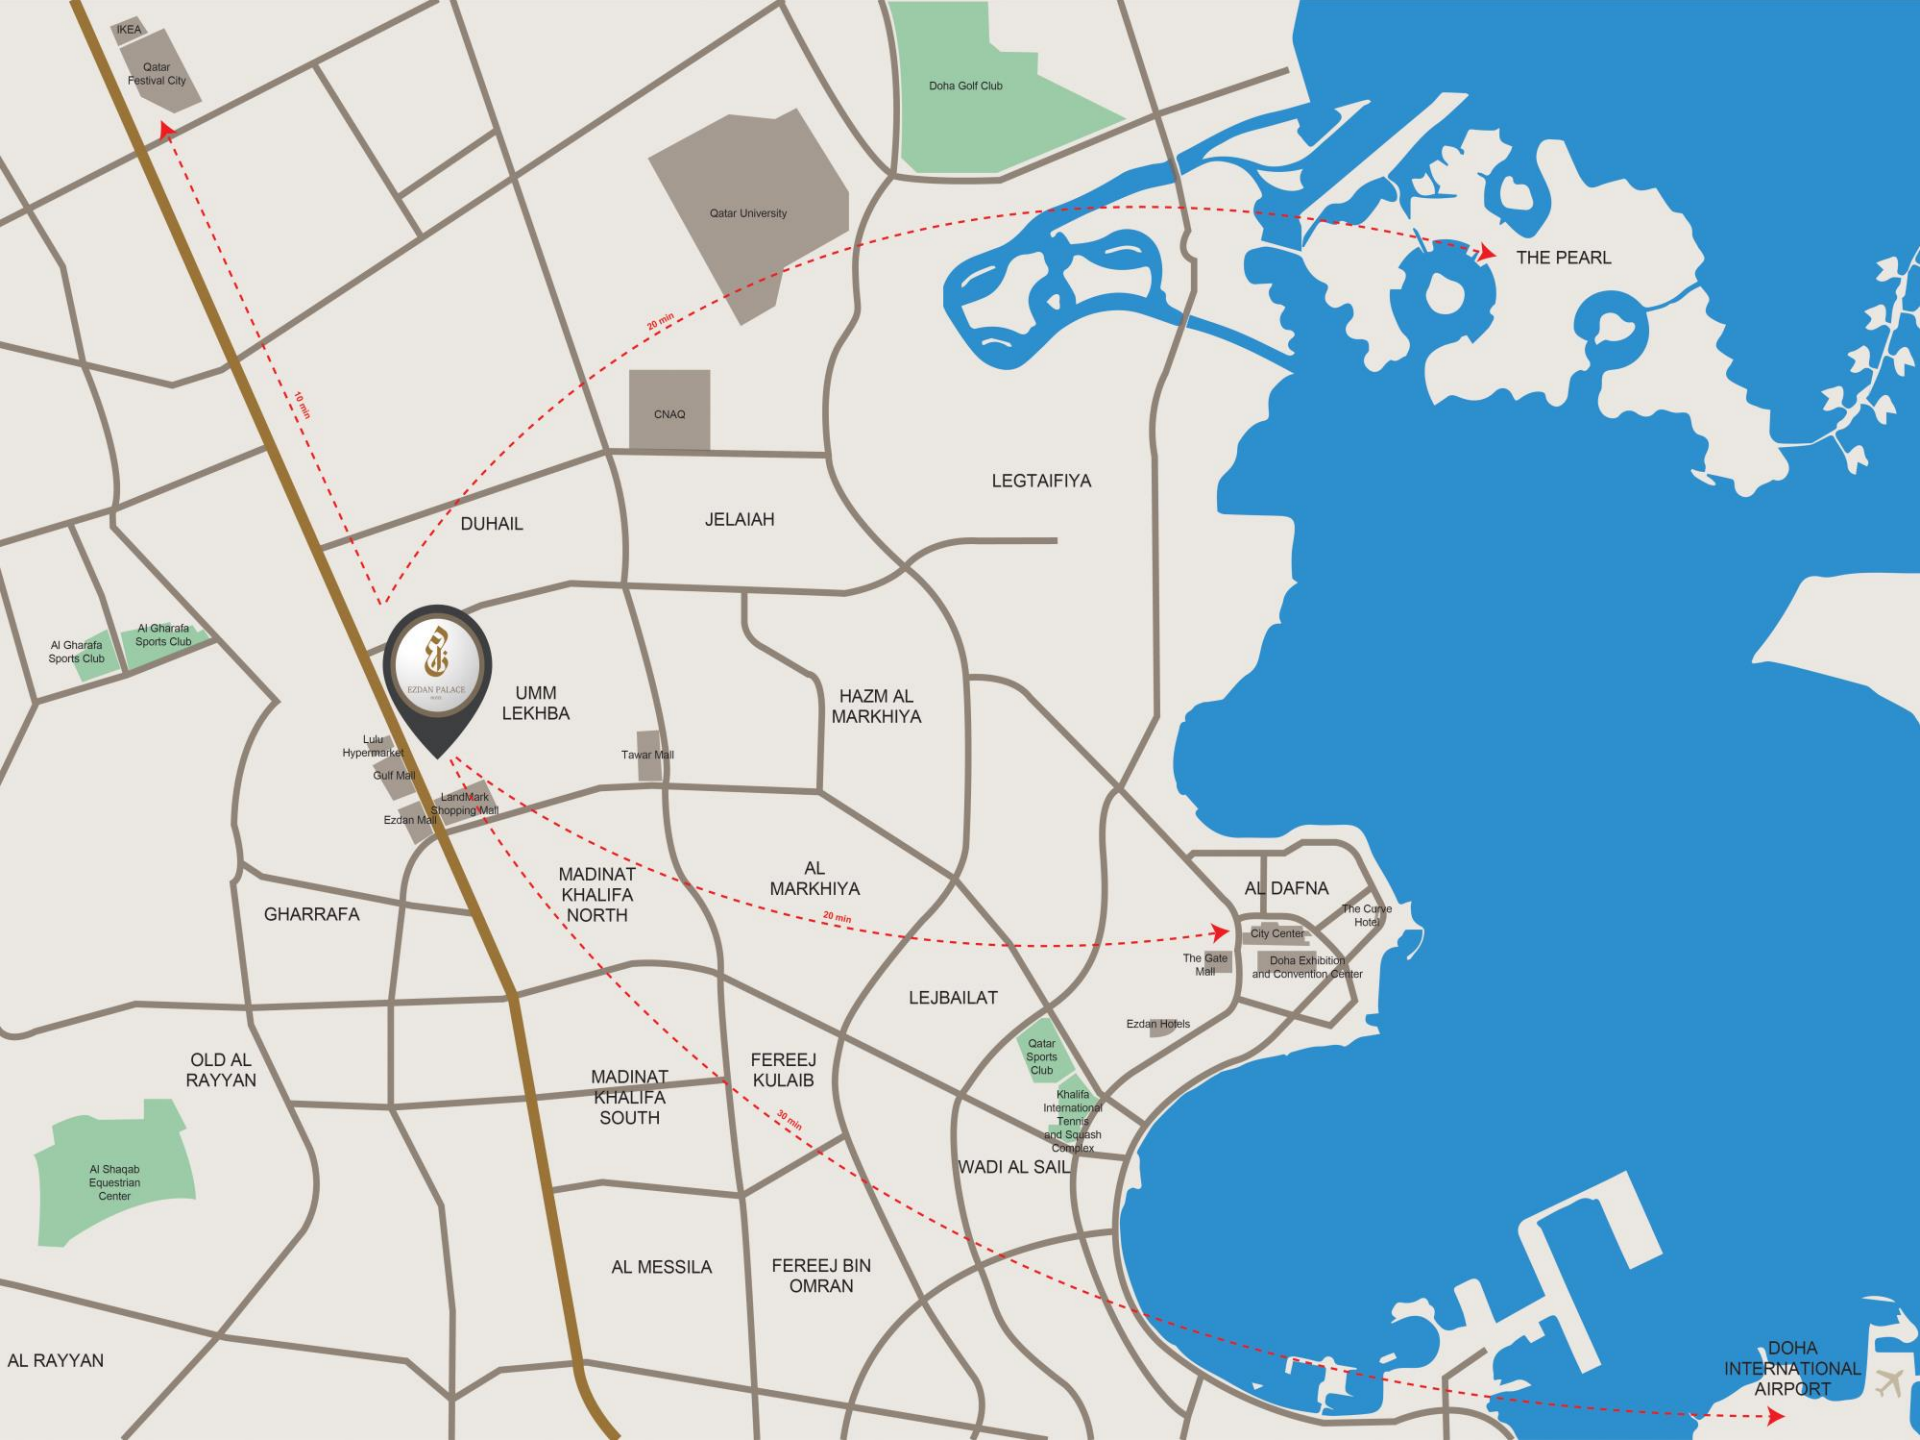 IKEA
Qatar
Festival City
Doha Golf Club
Qatar University
THE PEARL
20 min
10 min
CNAQ
LEGTAIFIYA
DUHAIL
JELAIAH
Al Gharafa
Sports Club
Al Gharafa
Sports Club
EZDAN PALACE
UMM
LEKHBA
HAZM AL
MARKHIYA
Lulu
Hypermarket
Gulf Mall
Tawar Mall
LandMark
Shopping Mall
Ezdan Mall
MADINAT
KHALIFA
NORTH
AL
MARKHIYA
20 min
AL DAFNA
The Curve
Hotel
City Center
The Gate
Mall
Doha Exhibition
and Convention Center
GHARRAFA
LEJBAILAT
Ezdan Hotels
Qatar
Sports
Club
OLD AL
RAYYAN
FEREEJ
KULAIB
MADINAT
KHALIFA
SOUTH
30 min
Khalifa
International
Tennis
and Squash
Complex
WADI AL SAIL
Al Shaqab
Equestrian
Center
AL MESSILA
FEREEJ BIN
OMRAN
AL RAYYAN
DOHA
INTERNATIONAL
AIRPORT